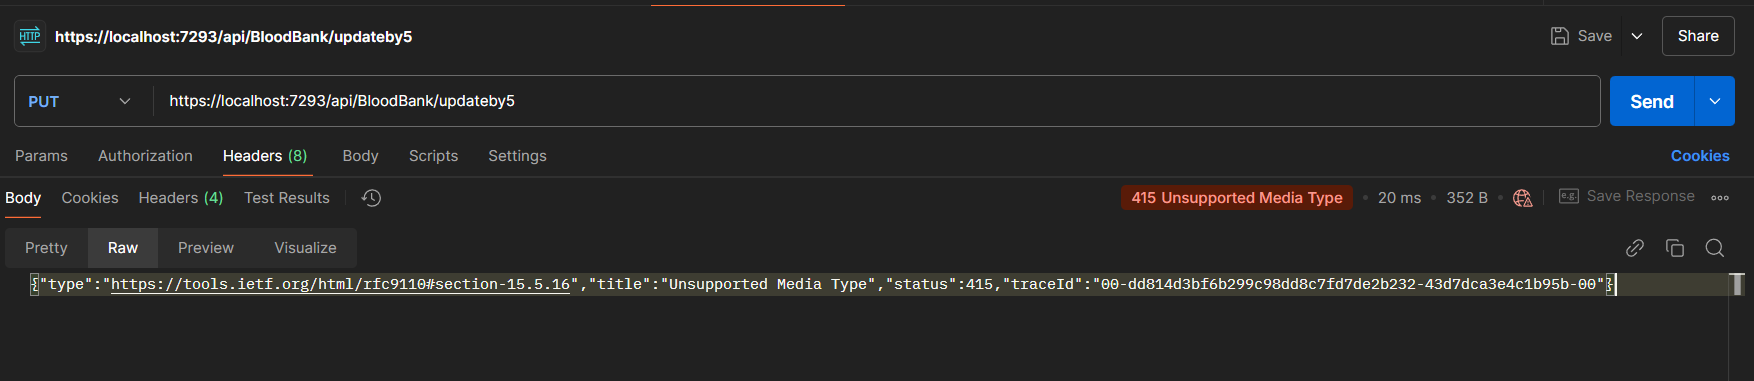 HTTP https://localhost:7293/api/BloodBank/updateby5 Save Share
PUT https://localhost:7293/api/BloodBank/updateby5 Send
Params Authorization Headers (8) Body Scripts Settings Cookies
Body Cookies Headers (4) Test Results 415 Unsupported Media Type • 20 ms • 352 B • e.g. Save Response
Pretty Raw Preview Visualize
{"type":"https://tools.ietf.org/html/rfc9110#section-15.5.16","title":"Unsupported Media Type","status":415,"traceId":"00-dd814d3bf6b299c98dd8c7fd7de2b232-43d7dca3e4c1b95b-00"}